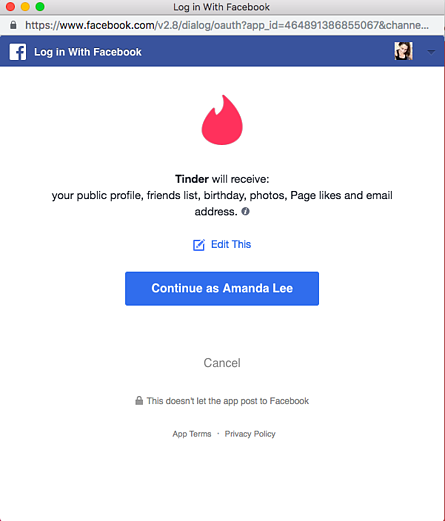 Log in With Facebook
https://www.facebook.com/v2.8/dialog/oauth?app_id=464891386855067&channe...
Log in With Facebook
Tinder will receive:
your public profile, friends list, birthday, photos, Page likes and email
address.
Edit This
Continue as Amanda Lee
Cancel
This doesn't let the app post to Facebook
App Terms · Privacy Policy